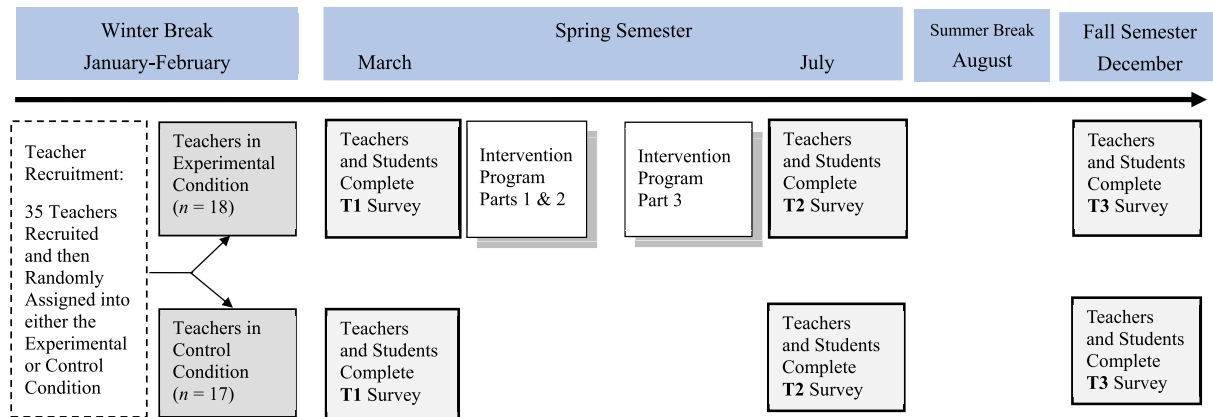 Winter Break
January-February
Spring Semester
March
July
Summer Break
August
Fall Semester
December
Teacher
Recruitment:
35 Teachers
Recruited
and then
Randomly
Assigned into
either the
Experimental
or Control
Condition
Teachers in
Experimental
Condition
(n = 18)
Teachers
and Students
Complete
T1 Survey
Intervention
Program
Parts 1 & 2
Intervention
Program
Part 3
Teachers
and Students
Complete
T2 Survey
Teachers
and Students
Complete
T3 Survey
Teachers in
Control
Condition
(n = 17)
Teachers
and Students
Complete
T1 Survey
Teachers
and Students
Complete
T2 Survey
Teachers
and Students
Complete
T3 Survey